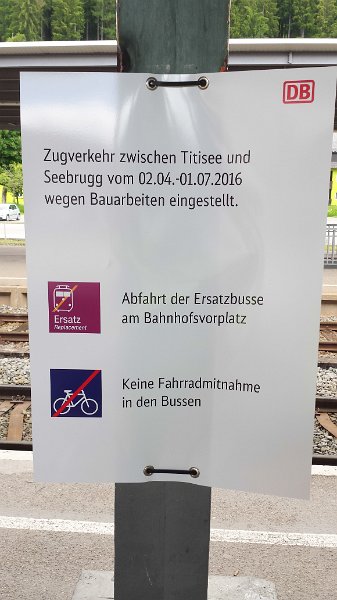 DB
Zugverkehr zwischen Titisee und
Seebrugg vom 02.04.-01.07.2016
wegen Bauarbeiten eingestellt.
Ersatz
Replacement
Abfahrt der Ersatzbusse
am Bahnhofsvorplatz
Keine Fahrradmitnahme
in den Bussen